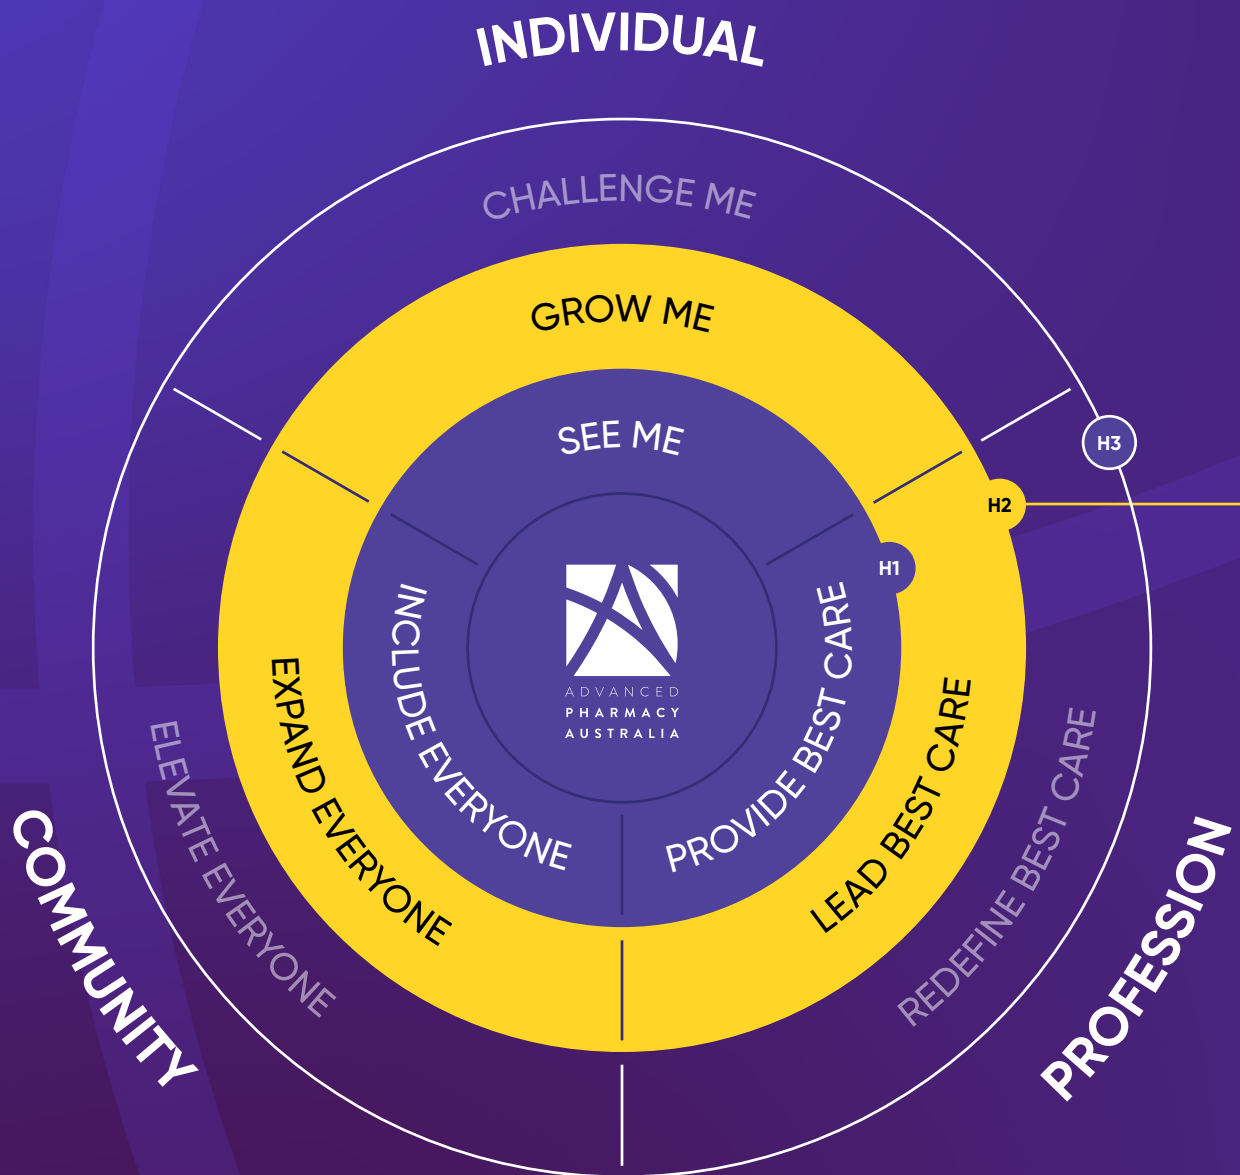 INDIVIDUAL
CHALLENGE ME
GROW ME
SEE ME
H3
H2
H1
INCLUDE EVERYONE
PROVIDE BEST CARE
ADVANCED
PHARMACY
AUSTRALIA
EXPAND EVERYONE
LEAD BEST CARE
ELEVATE EVERYONE
REDEFINE BEST CARE
COMMUNITY
PROFESSION